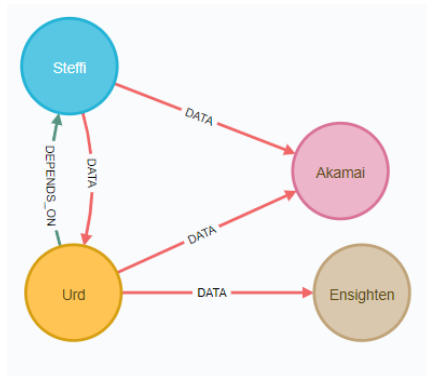 Steffi
DATA
Akamai
DEPENDS_ON
DATA
DATA
Urd
DATA
Ensighten